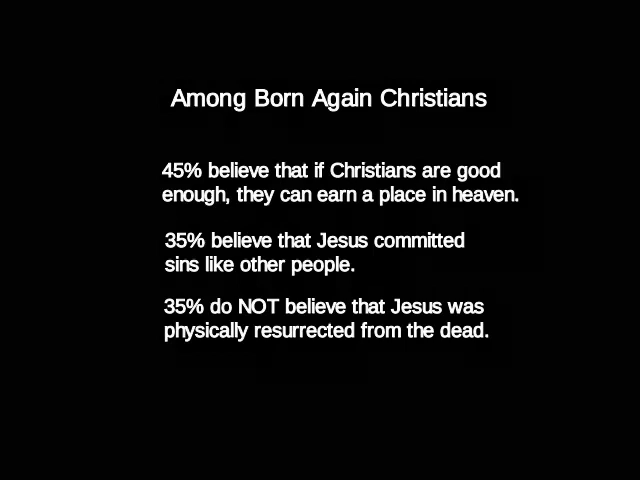 Among Born Again Christians
45% believe that if Christians are good
enough, they can earn a place in heaven.
35% believe that Jesus committed
sins like other people.
35% do NOT believe that Jesus was
physically resurrected from the dead.